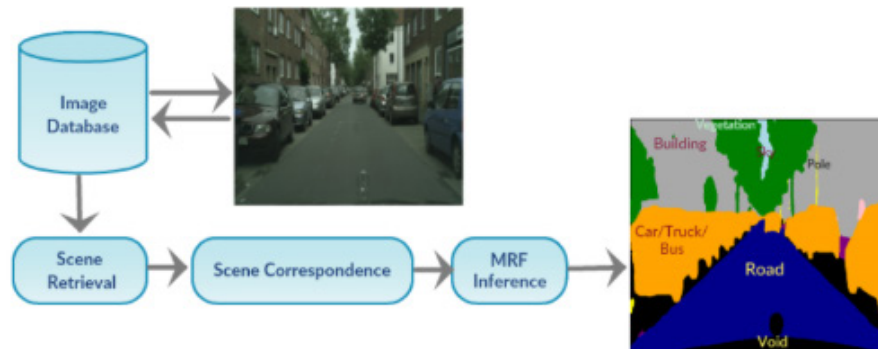 Image
Database
Scene
Retrieval
Scene Correspondence
MRF
Inference
Vegetation
Building
Pole
Car/Truck/
Bus
Road
Void